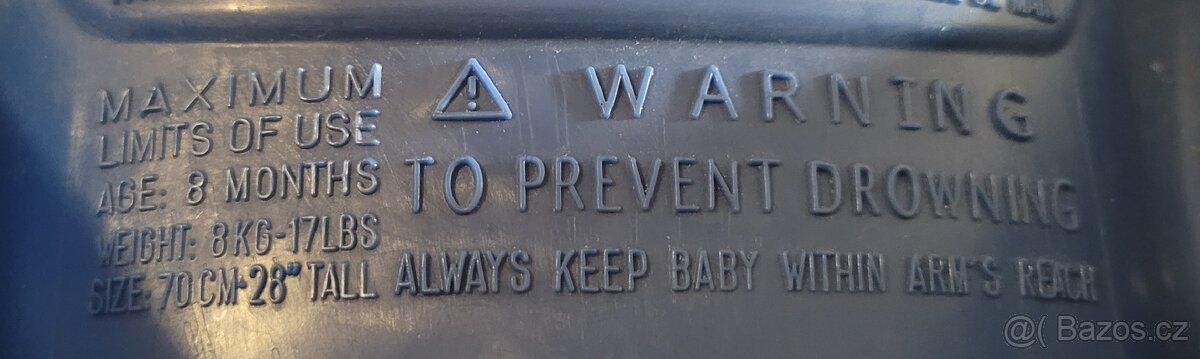 MAXIMUM
LIMITS OF USE
AGE: 8 MONTHS
WEIGHT: 8KG-17LBS
SIZE: 70CM-28" TALL
⚠ WARNING
TO PREVENT DROWNING
ALWAYS KEEP BABY WITHIN ARM'S REACH
@( Bazos.cz